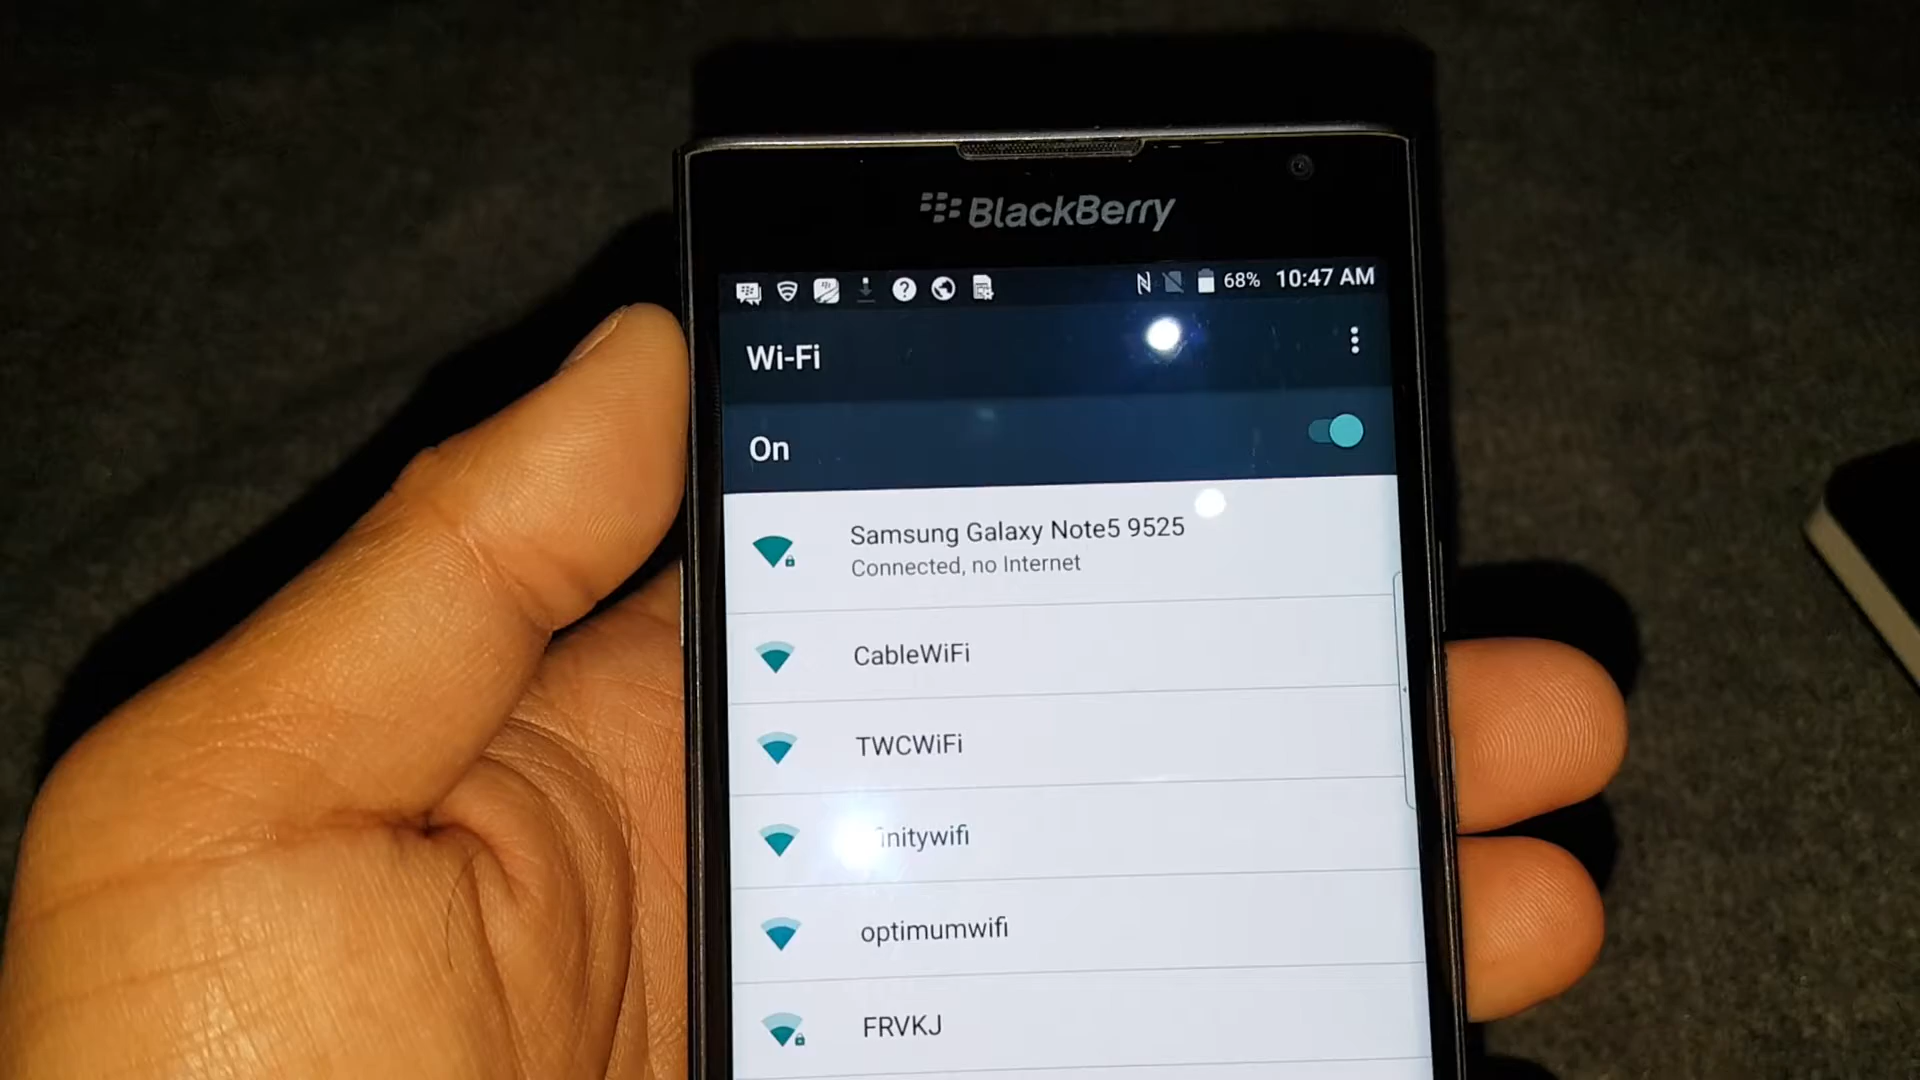 BlackBerry
68% 10:47 AM
Wi-Fi
On
Samsung Galaxy Note5 9525
Connected, no Internet
CableWiFi
TWCWiFi
optimumwifi
FRVKJ